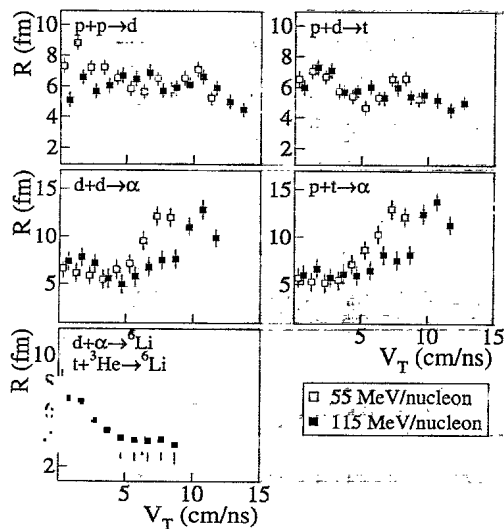 p+p→d
p+d→t
R (fm)
10
8
6
4
2
10
8
6
4
2
d+d→α
p+t→α
R (fm)
15
10
5
15
10
5
d+α→⁶Li
t+³He→⁶Li
R (fm)
10
2
0
5
10
15
V_T (cm/ns)
0
5
10
15
V_T (cm/ns)
55 MeV/nucleon
115 MeV/nucleon